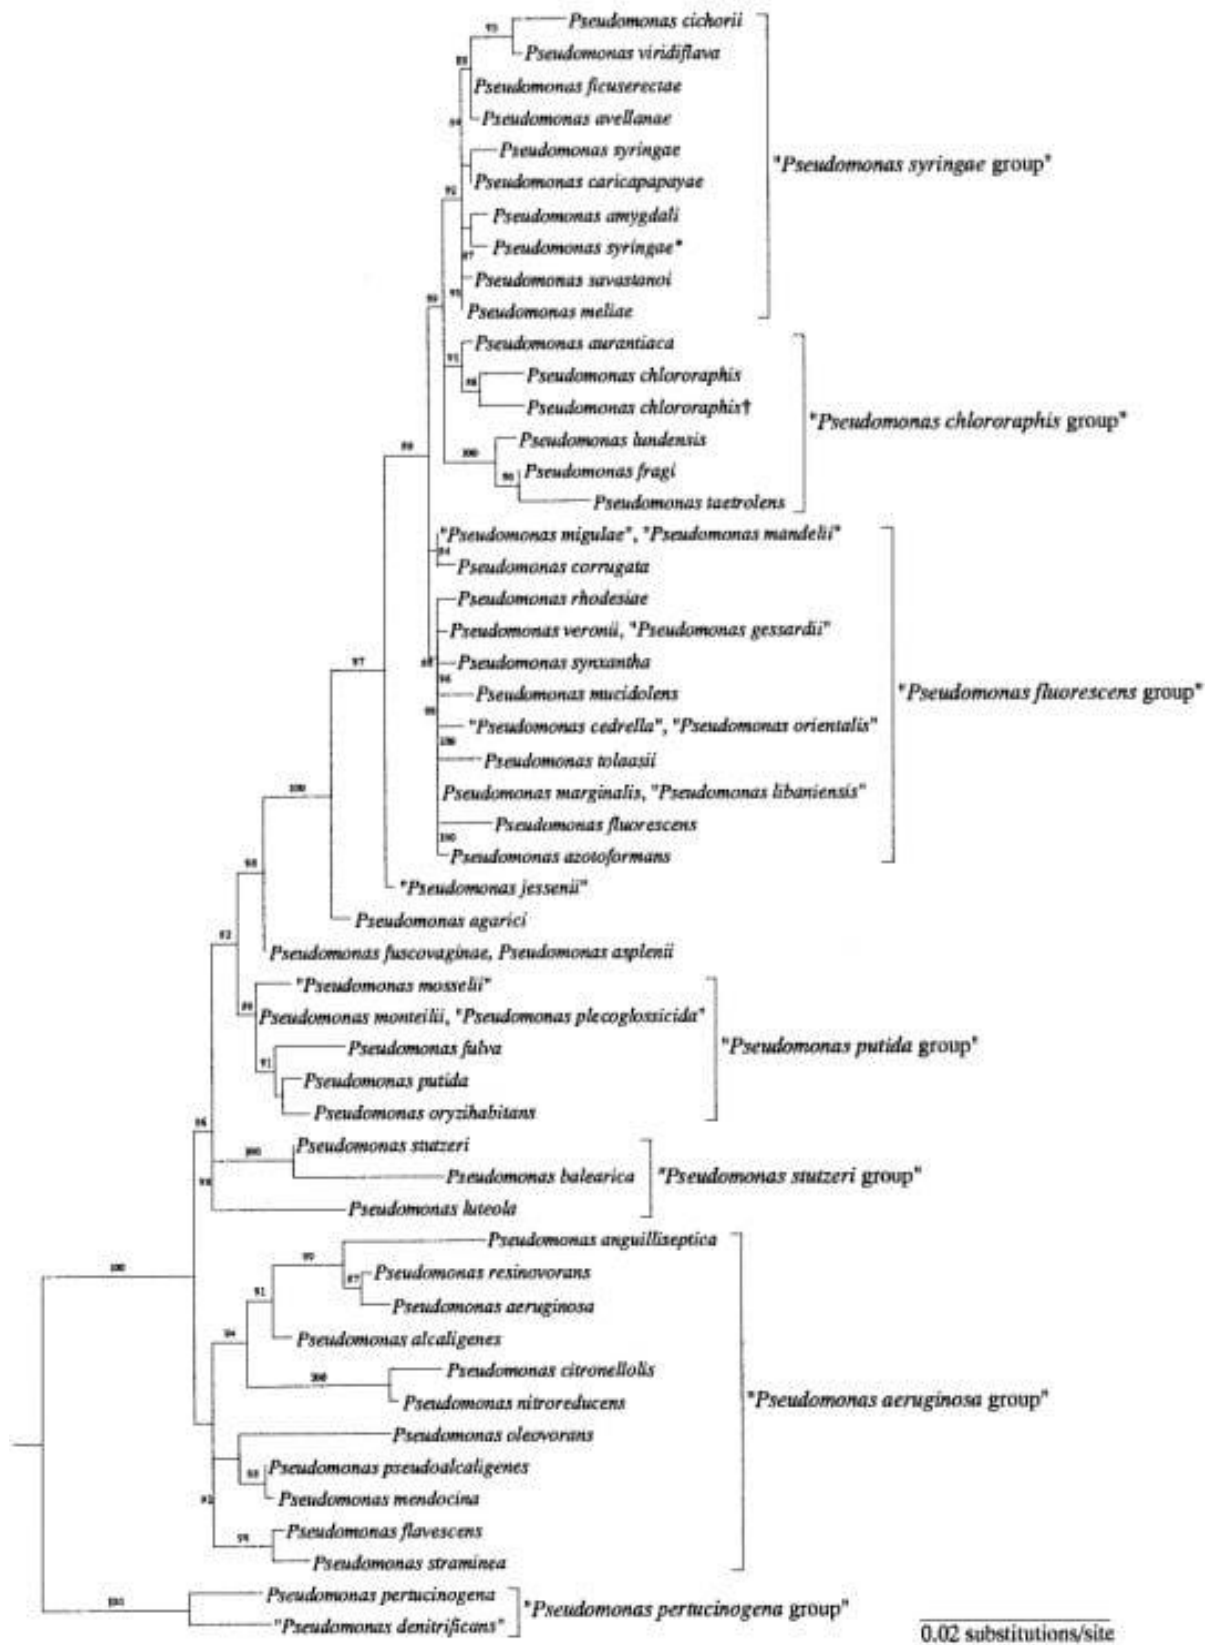 Pseudomonas cichorii
Pseudomonas viridiflava
Pseudomonas ficuserectae
Pseudomonas avellanae
Pseudomonas syringae
"Pseudomonas syringae group"
Pseudomonas caricapapayae
Pseudomonas amygdali
Pseudomonas syringae*
Pseudomonas savastanoi
Pseudomonas meliae
Pseudomonas aurantiaca
Pseudomonas chlororaphis
Pseudomonas chlororaphis†
"Pseudomonas chlororaphis group"
Pseudomonas lundensis
Pseudomonas fragi
Pseudomonas taetrolens
"Pseudomonas migulae", "Pseudomonas mandelii"
Pseudomonas corrugata
Pseudomonas rhodesiae
Pseudomonas veronii, "Pseudomonas gessardii"
Pseudomonas synxantha
Pseudomonas mucidolens
"Pseudomonas fluorescens group"
"Pseudomonas cedrella", "Pseudomonas orientalis"
Pseudomonas tolaasii
Pseudomonas marginalis, "Pseudomonas libaniensis"
Pseudomonas fluorescens
Pseudomonas azotoformans
"Pseudomonas jessenii"
Pseudomonas agarici
Pseudomonas fuscovaginae, Pseudomonas asplenii
"Pseudomonas mosselii"
Pseudomonas monteilii, "Pseudomonas plecoglossicida"
Pseudomonas fulva
"Pseudomonas putida group"
Pseudomonas putida
Pseudomonas oryzihabitans
Pseudomonas stutzeri
Pseudomonas balearica
"Pseudomonas stutzeri group"
Pseudomonas luteola
Pseudomonas anguilliseptica
Pseudomonas resinovorans
Pseudomonas aeruginosa
Pseudomonas alcaligenes
Pseudomonas citronellolis
Pseudomonas nitroreducens
"Pseudomonas aeruginosa group"
Pseudomonas oleovorans
Pseudomonas pseudoalcaligenes
Pseudomonas mendocina
Pseudomonas flavescens
Pseudomonas straminea
Pseudomonas pertucinogena
"Pseudomonas denitrificans"
"Pseudomonas pertucinogena group"
0.02 substitutions/site
97
100
91
94